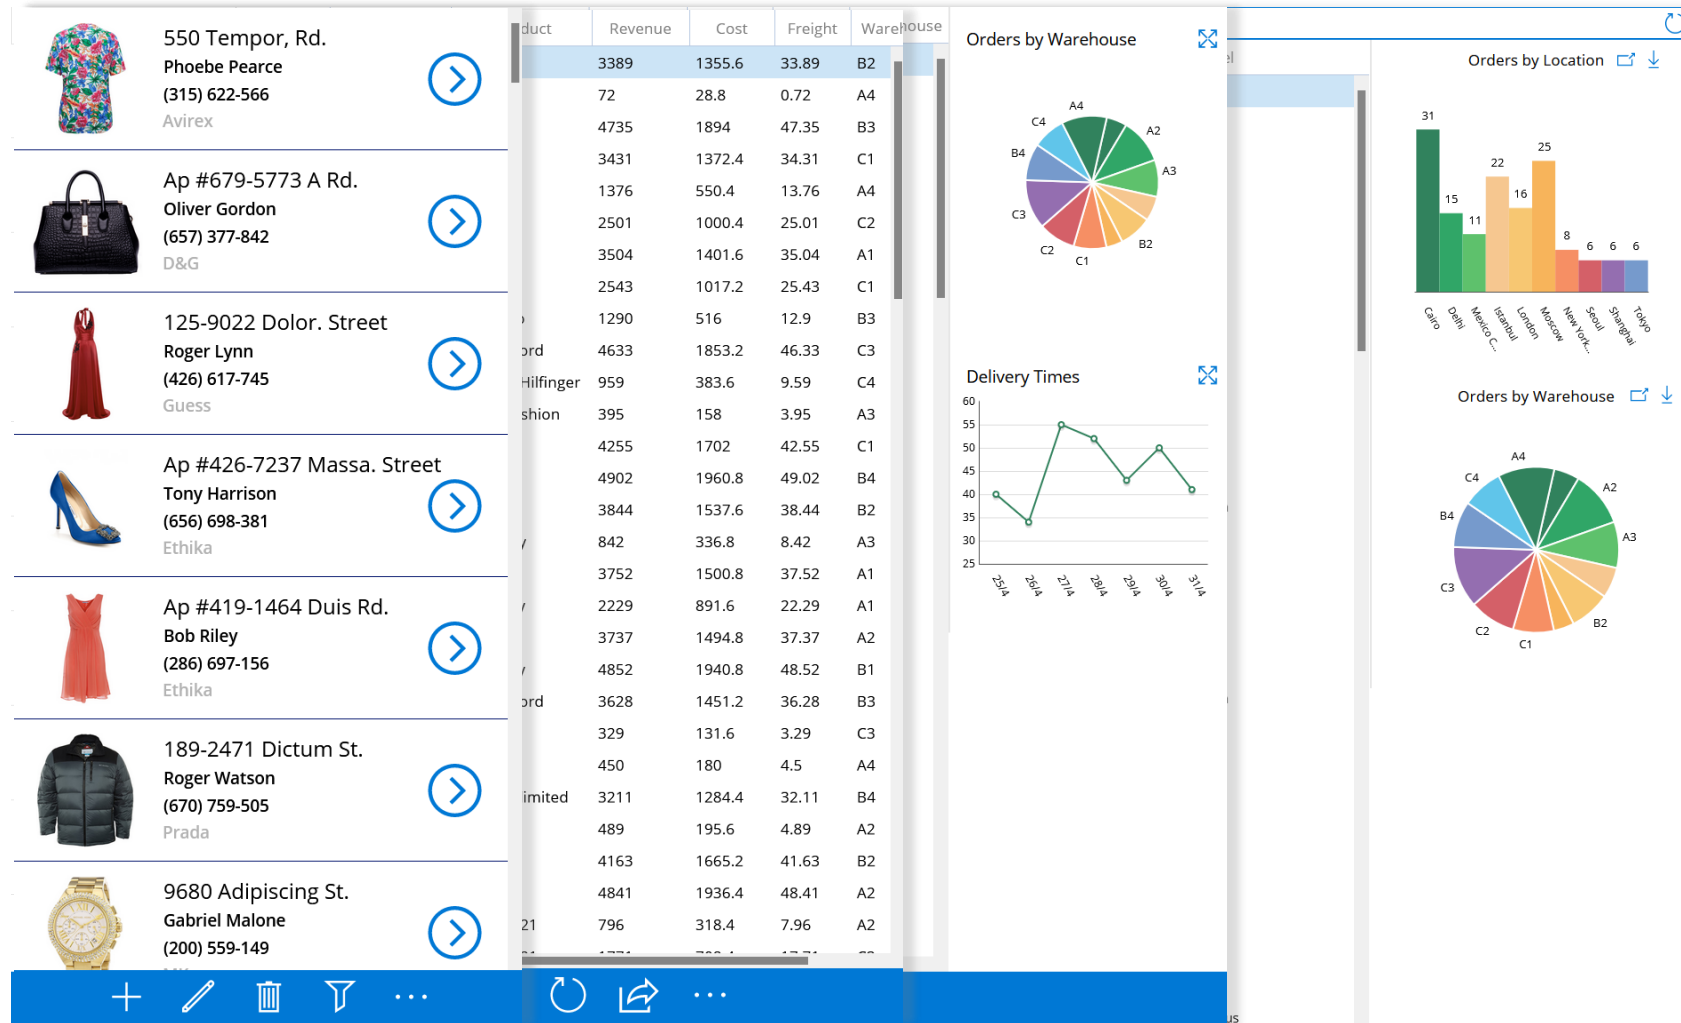 550 Tempor, Rd.
Phoebe Pearce
(315) 622-566
Avirex
Ap #679-5773 A Rd.
Oliver Gordon
(657) 377-842
D&G
125-9022 Dolor. Street
Roger Lynn
(426) 617-745
Guess
Ap #426-7237 Massa. Street
Tony Harrison
(656) 698-381
Ethika
Ap #419-1464 Duis Rd.
Bob Riley
(286) 697-156
Ethika
189-2471 Dictum St.
Roger Watson
(670) 759-505
Prada
9680 Adipiscing St.
Gabriel Malone
(200) 559-149
duct Revenue Cost Freight Wareh
3389 1355.6 33.89 B2
72 28.8 0.72 A4
4735 1894 47.35 B3
3431 1372.4 34.31 C1
1376 550.4 13.76 A4
2501 1000.4 25.01 C2
3504 1401.6 35.04 A1
2543 1017.2 25.43 C1
1290 516 12.9 B3
ord 4633 1853.2 46.33 C3
Hilfinger 959 383.6 9.59 C4
shion 395 158 3.95 A3
4255 1702 42.55 C1
4902 1960.8 49.02 B4
3844 1537.6 38.44 B2
y 842 336.8 8.42 A3
3752 1500.8 37.52 A1
y 2229 891.6 22.29 A1
3737 1494.8 37.37 A2
y 4852 1940.8 48.52 B1
ord 3628 1451.2 36.28 B3
329 131.6 3.29 C3
450 180 4.5 A4
imited 3211 1284.4 32.11 B4
489 195.6 4.89 A2
4163 1665.2 41.63 B2
4841 1936.4 48.41 A2
21 796 318.4 7.96 A2
house
Orders by Warehouse
A4
C4
A2
B4
A3
C3
B2
C2
C1
Delivery Times
60
55
50
45
40
35
30
25
25/4 26/4 27/4 28/4 29/4 30/4 31/4
el
us
Orders by Location
31
25
22
16
15
11
8
6 6 6
Cairo Delhi Mexico C... Istanbul London Moscow New York... Seoul Shanghai Tokyo
Orders by Warehouse
A4
C4
A2
B4
A3
C3
B2
C2
C1